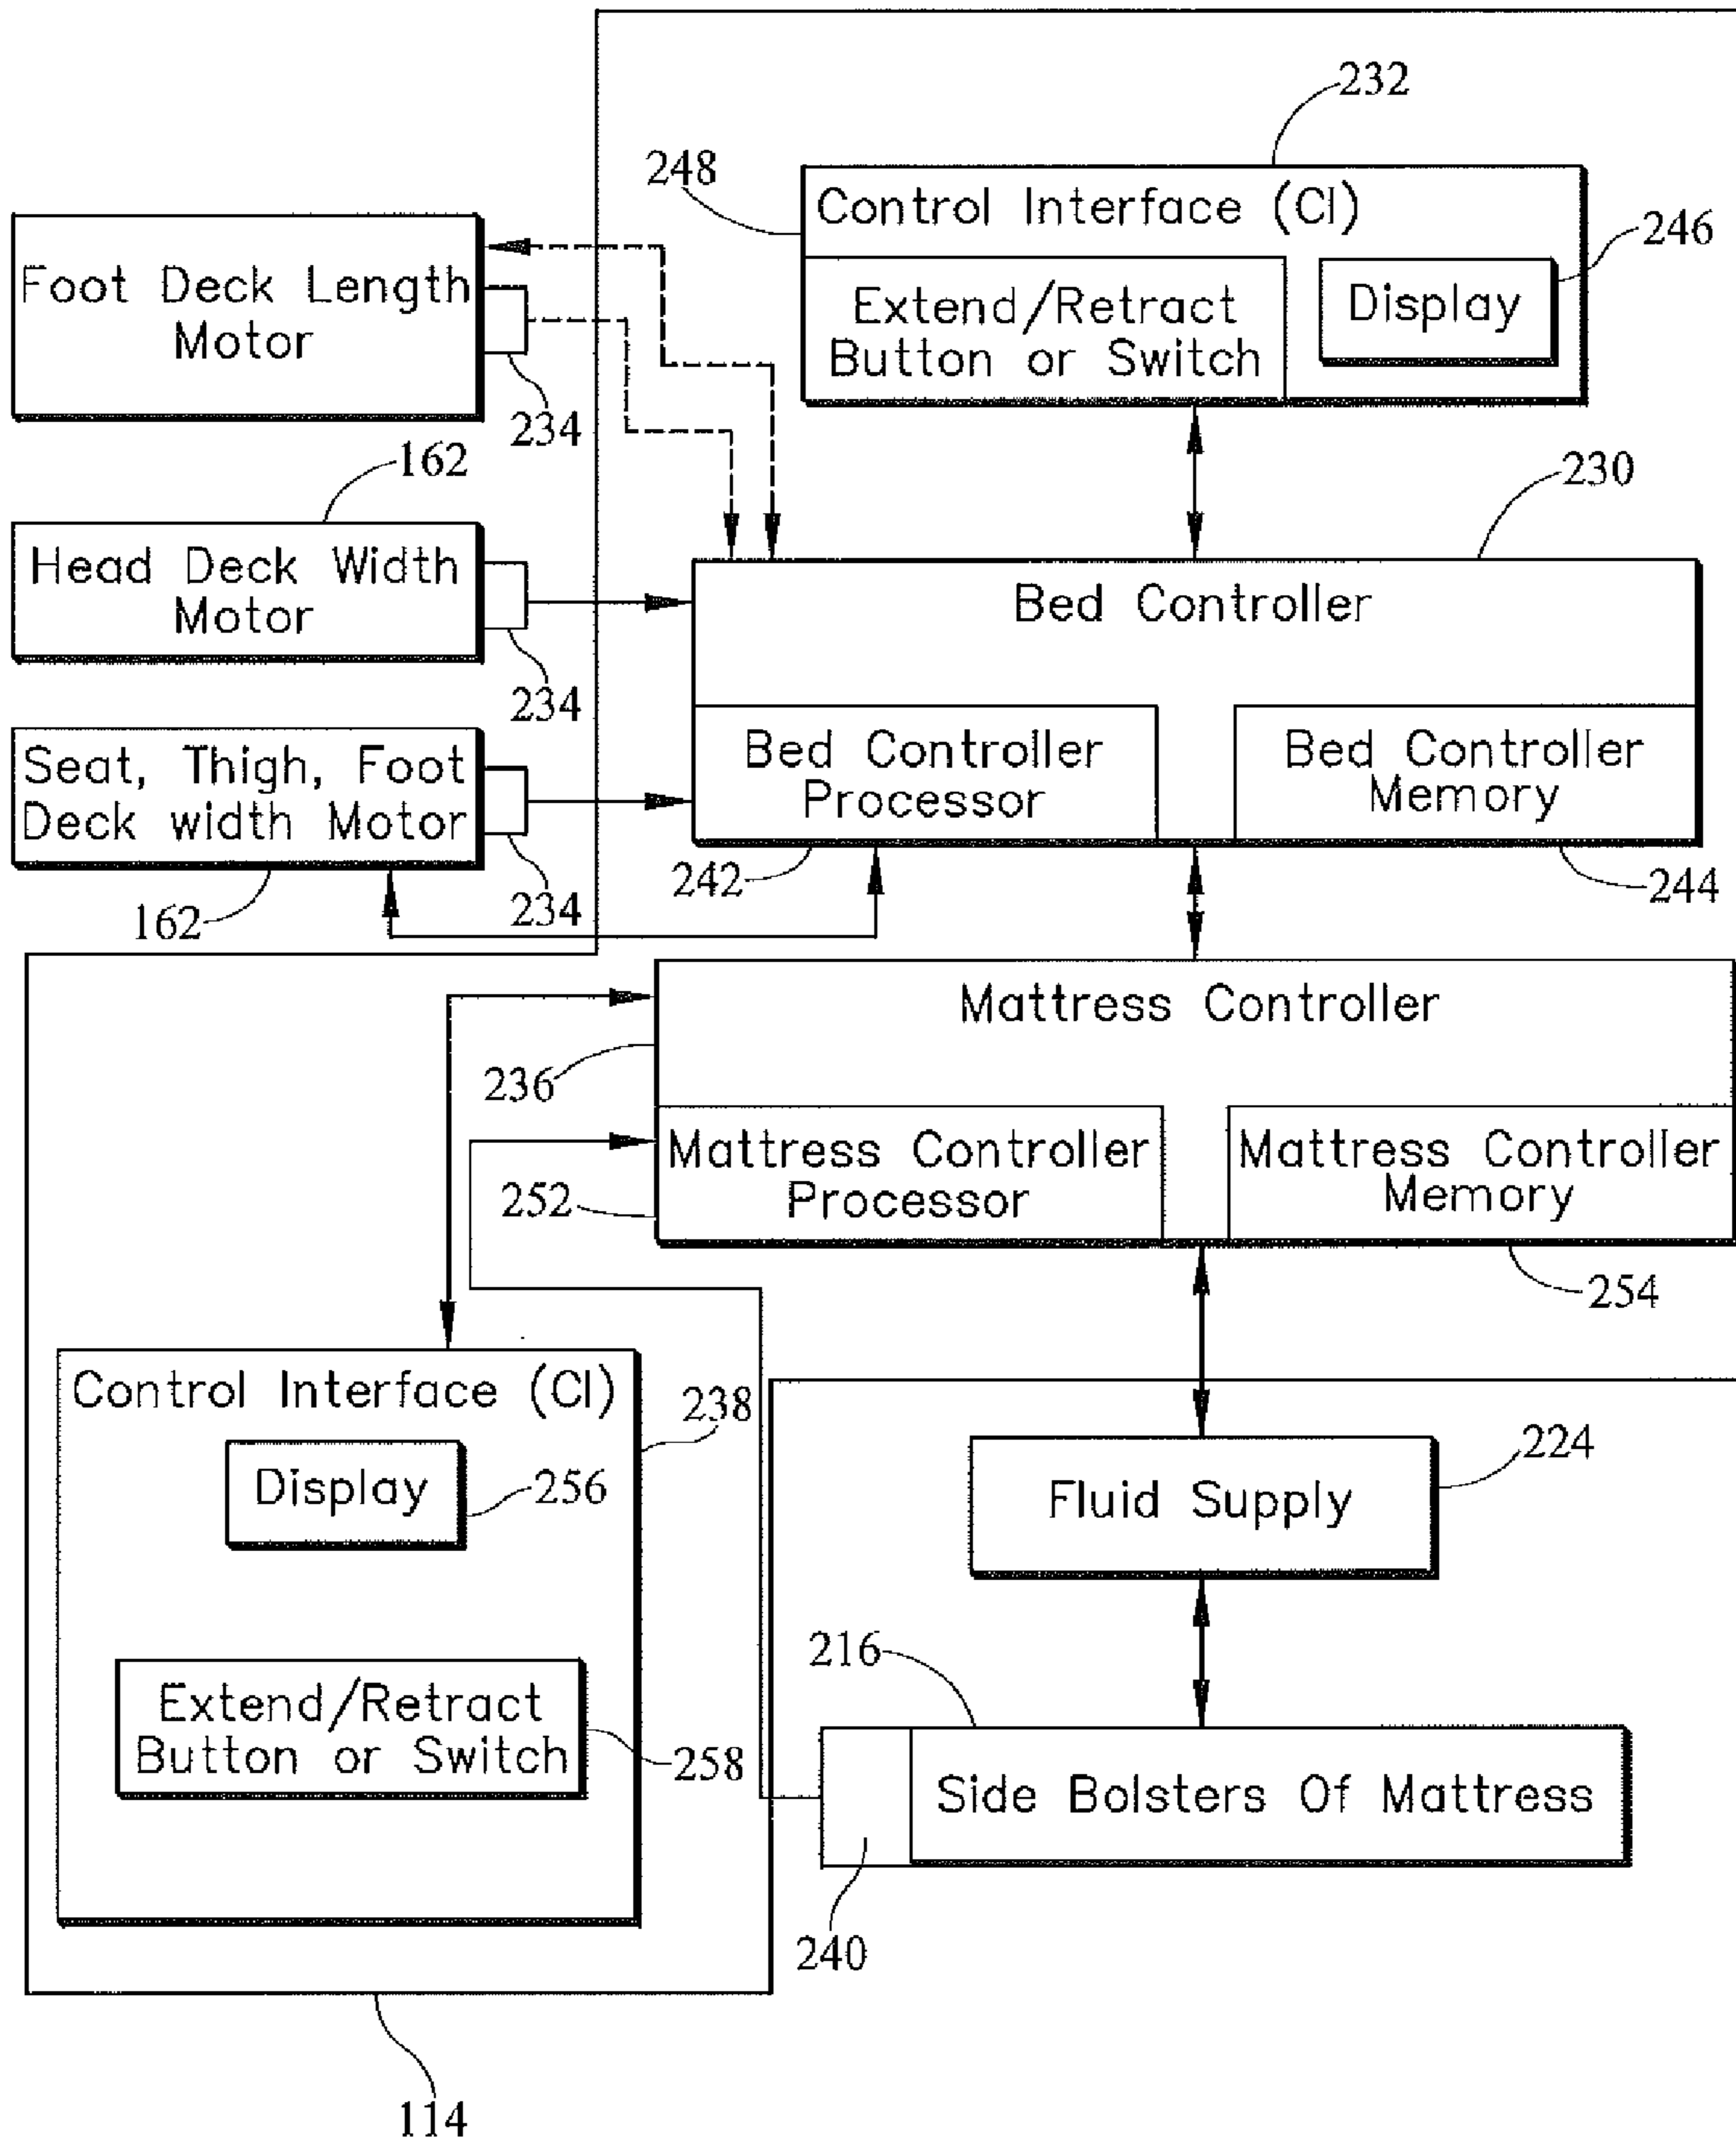 232
248
Control Interface (CI)
246
Extend/Retract
Button or Switch
Display
Foot Deck Length
Motor
234
162
230
Head Deck Width
Motor
234
Bed Controller
Seat, Thigh, Foot
Deck width Motor
234
162
Bed Controller
Processor
Bed Controller
Memory
242
244
Mattress Controller
236
Mattress Controller
Processor
Mattress Controller
Memory
252
254
Control Interface (CI)
238
Display
256
224
Fluid Supply
216
Extend/Retract
Button or Switch
258
Side Bolsters Of Mattress
240
114